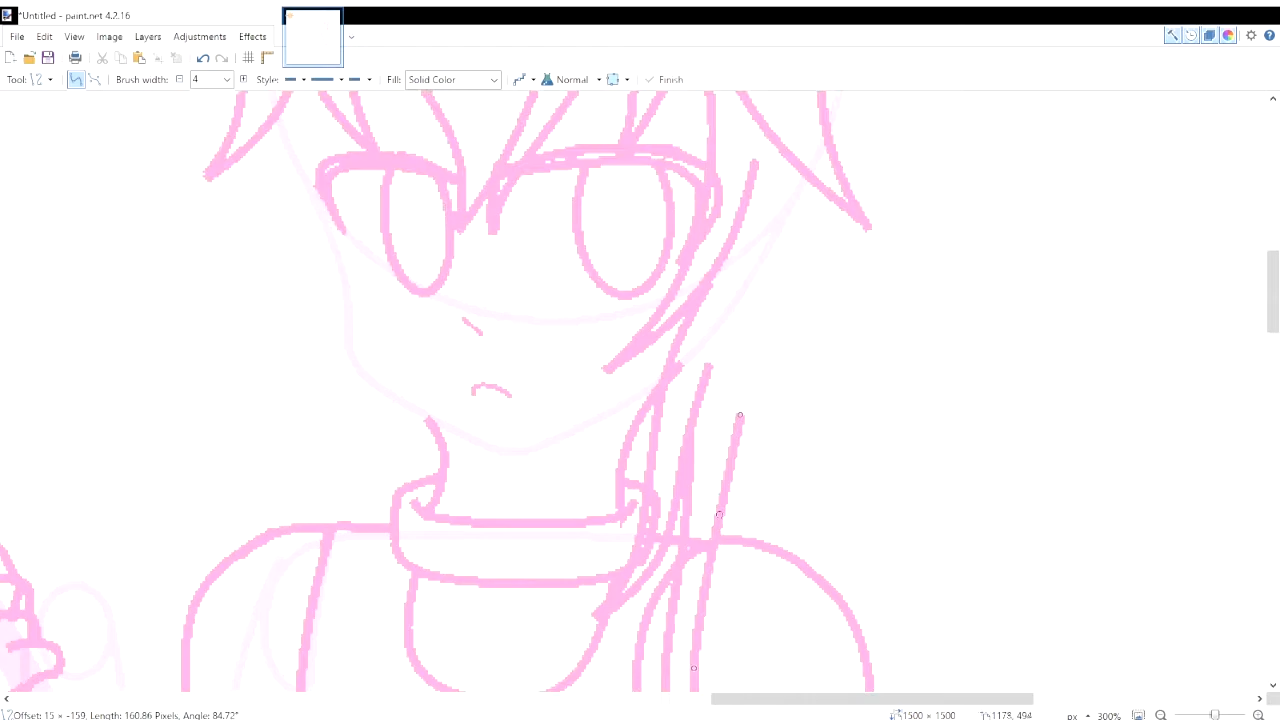 *Untitled - paint.net 4.2.16
File Edit View Image Layers Adjustments Effects
Tool: Brush width: 4 Style: Fill: Solid Color Normal Finish
Offset: 15 × -159, Length: 160.86 Pixels, Angle: 84.72° 1500 × 1500 1178, 494 px 300%